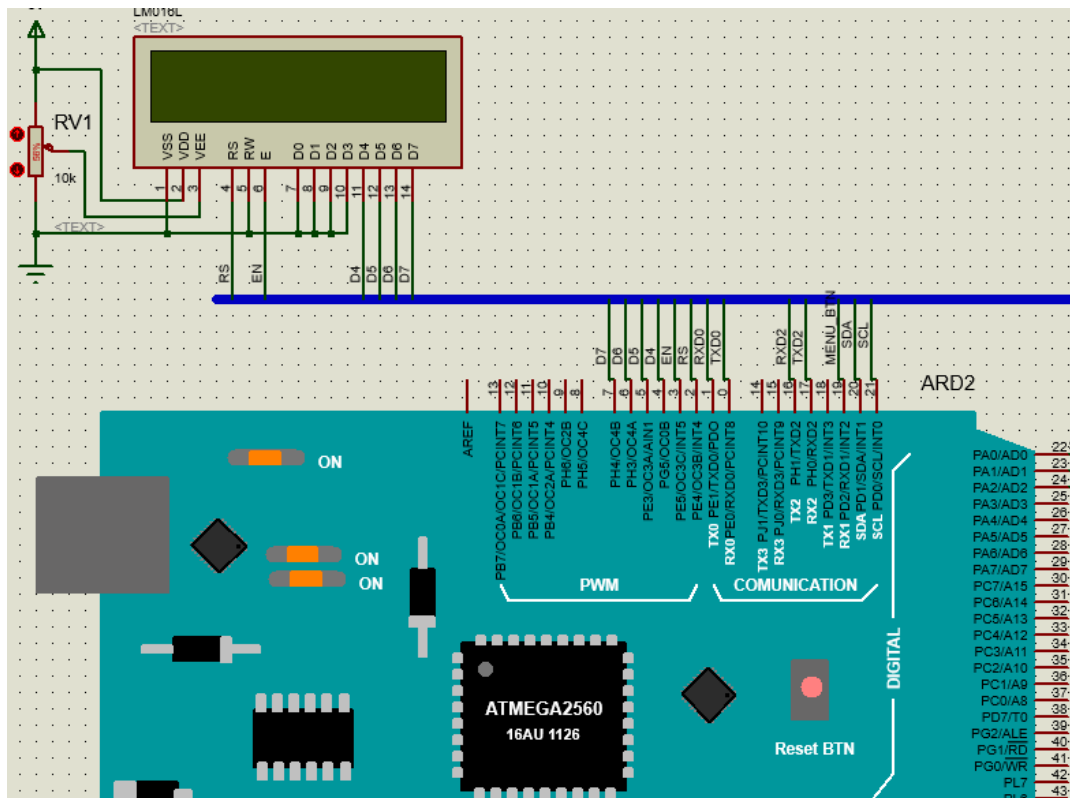 LM016L
<TEXT>
RV1
56%
10k
<TEXT>
VSS
VDD
VEE
RS
RW
E
D0
D1
D2
D3
D4
D5
D6
D7
1
2
3
4
5
6
7
8
9
10
11
12
13
14
RS
EN
D4
D5
D6
D7
D7
D6
D5
D4
EN
RS
RXD0
TXD0
RXD2
TXD2
MENU_BTN
SDA
SCL
ARD2
13
12
11
10
9
8
7
6
5
4
3
2
1
0
14
15
16
17
18
19
20
21
AREF
PB7/OC0A/OC1C/PCINT7
PB6/OC1B/PCINT6
PB5/OC1A/PCINT5
PB4/OC2A/PCINT4
PH6/OC2B
PH5/OC4C
PH4/OC4B
PH3/OC4A
PE3/OC3A/AIN1
PG5/OC0B
PE5/OC3C/INT5
PE4/OC3B/INT4
TX0 PE1/TXD0/PDO
RX0 PE0/RXD0/PCINT8
TX3 PJ1/TXD3/PCINT10
RX3 PJ0/RXD3/PCINT9
TX2 PH1/TXD2
RX2 PH0/RXD2
TX1 PD3/TXD1/INT3
RX1 PD2/RXD1/INT2
SDA PD1/SDA/INT1
SCL PD0/SCL/INT0
PWM
COMUNICATION
DIGITAL
ON
ON
ON
ATMEGA2560
16AU 1126
Reset BTN
PA0/AD0 22
PA1/AD1 23
PA2/AD2 24
PA3/AD3 25
PA4/AD4 26
PA5/AD5 27
PA6/AD6 28
PA7/AD7 29
PC7/A15 30
PC6/A14 31
PC5/A13 32
PC4/A12 33
PC3/A11 34
PC2/A10 35
PC1/A9 36
PC0/A8 37
PD7/T0 38
PG2/ALE 39
PG1/RD 40
PG0/WR 41
PL7 42
PL6 43